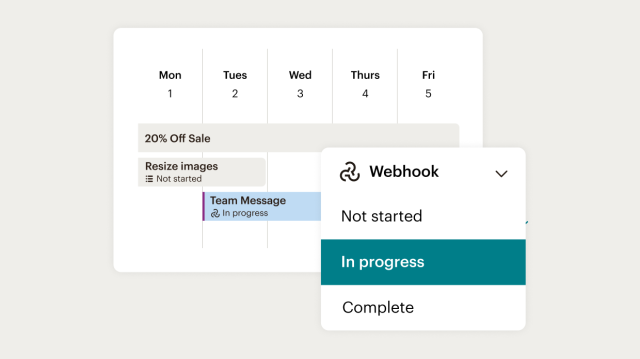 Mon Tues Wed Thurs Fri
1 2 3 4 5
20% Off Sale
Resize images
Not started
Team Message
In progress
Webhook
Not started
In progress
Complete